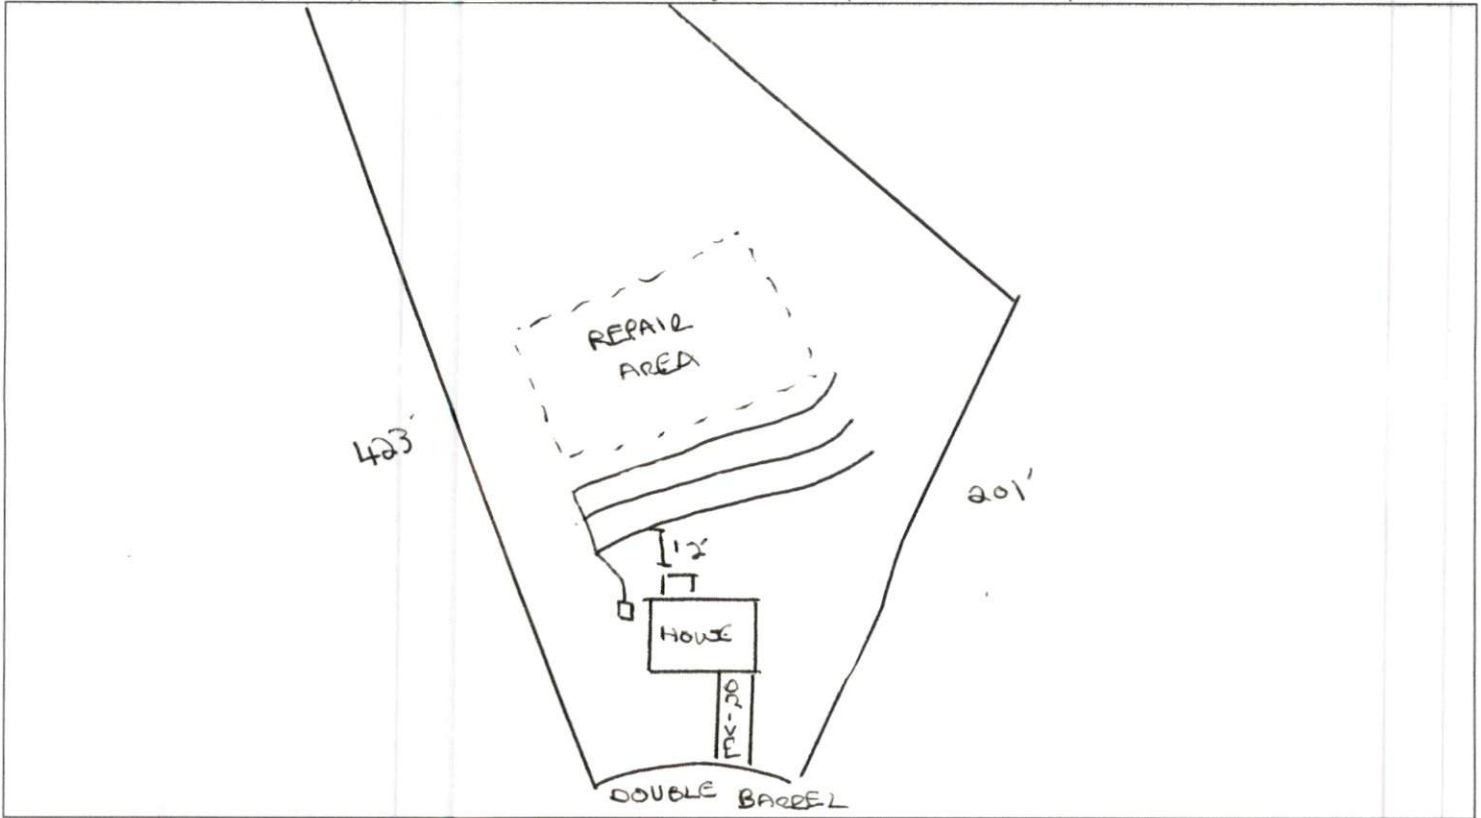 REPAIR
AREA
423'
201'
12'
HOUSE
DRIVE
DOUBLE BARREL